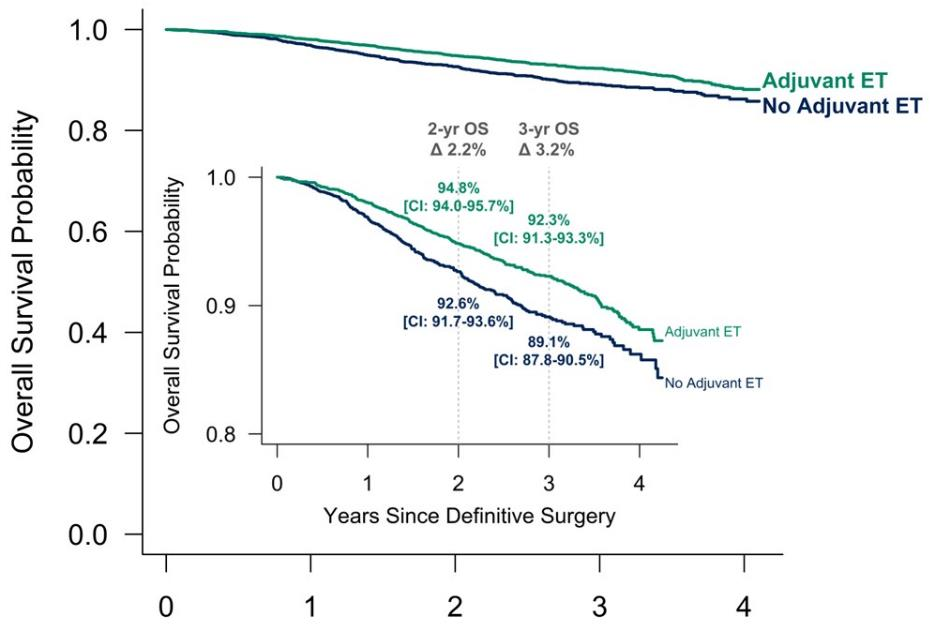 Overall Survival Probability
1.0
0.8
0.6
0.4
0.2
0.0
Adjuvant ET
No Adjuvant ET
2-yr OS
Δ 2.2%
3-yr OS
Δ 3.2%
Overall Survival Probability
1.0
0.9
0.8
94.8%
[CI: 94.0-95.7%]
92.3%
[CI: 91.3-93.3%]
92.6%
[CI: 91.7-93.6%]
89.1%
[CI: 87.8-90.5%]
Adjuvant ET
No Adjuvant ET
0 1 2 3 4
Years Since Definitive Surgery
0 1 2 3 4